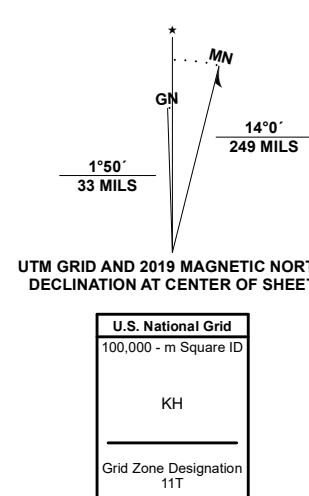 ★
MN
GN
14°0´
249 MILS
1°50´
33 MILS
UTM GRID AND 2019 MAGNETIC NORT
DECLINATION AT CENTER OF SHEET
U.S. National Grid
100,000 - m Square ID
KH
Grid Zone Designation
11T